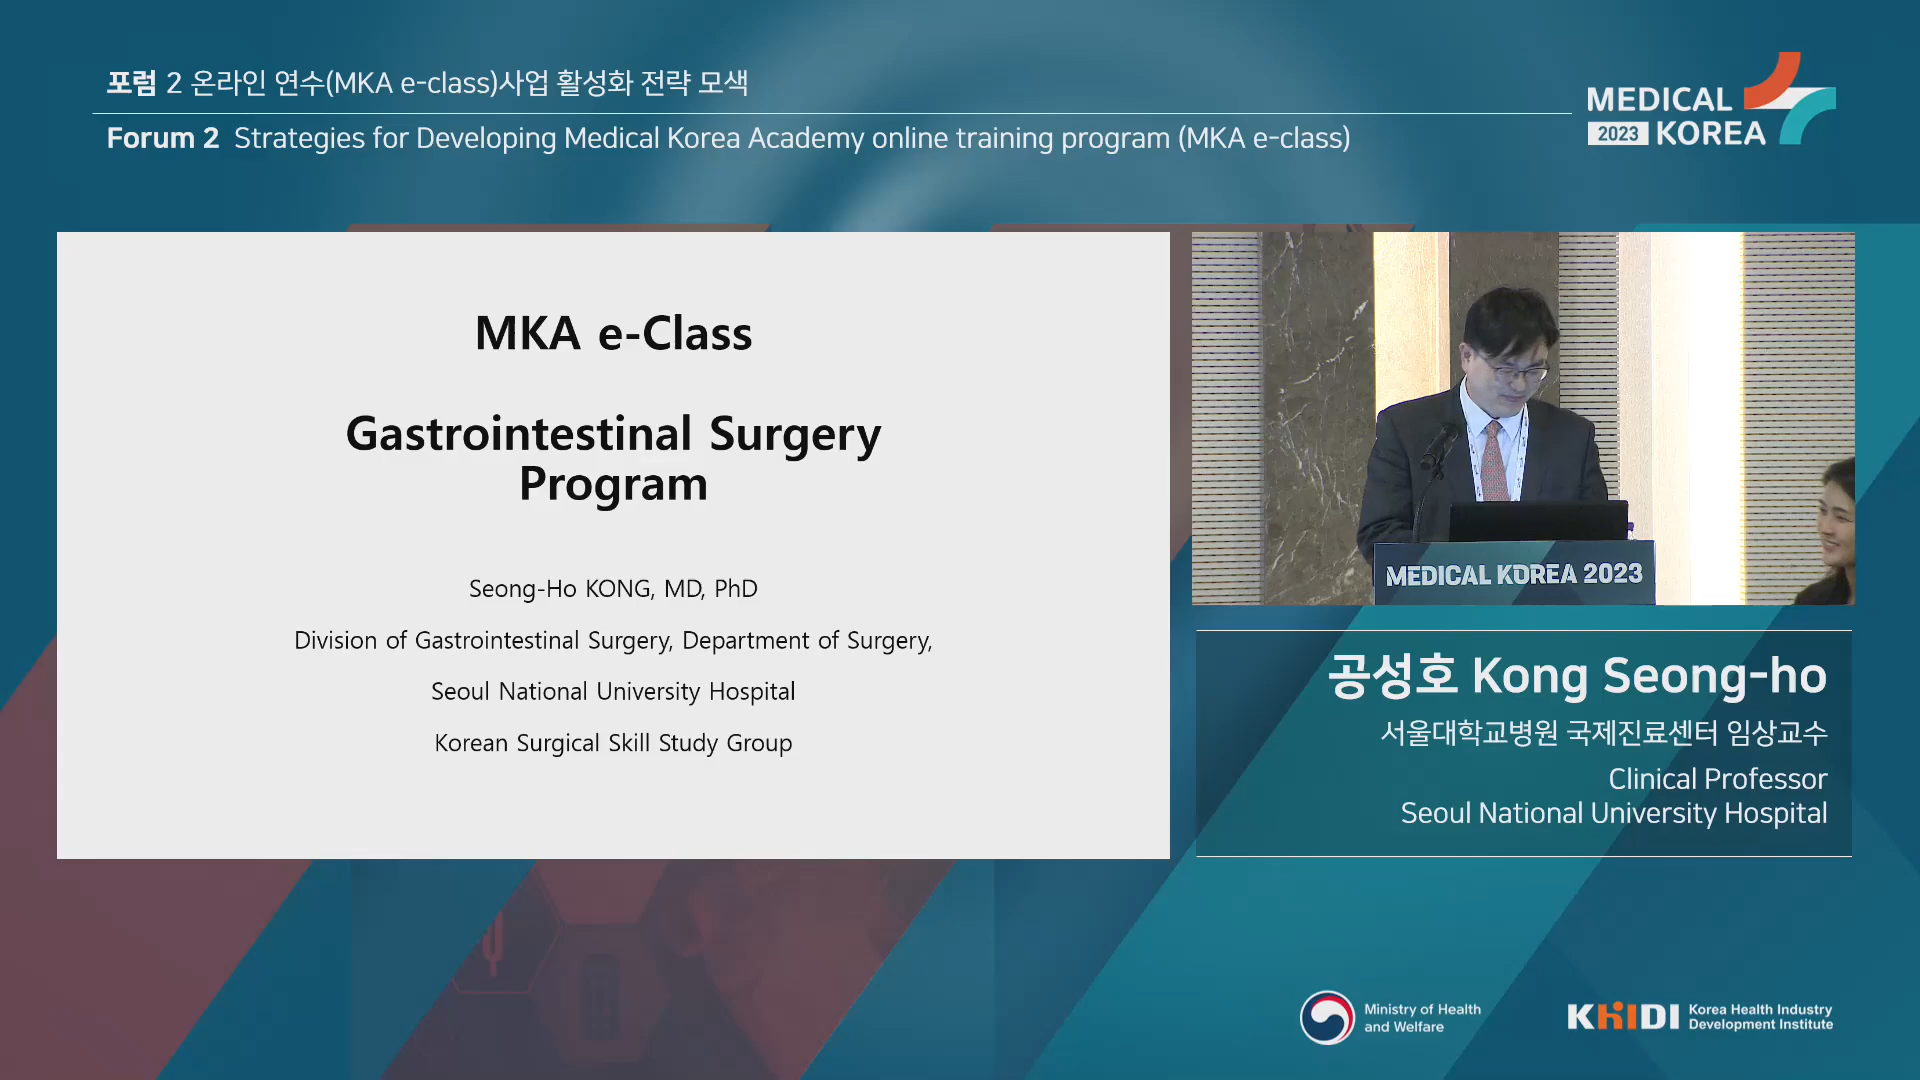 포럼 2 온라인 연수(MKA e-class)사업 활성화 전략 모색
Forum 2 Strategies for Developing Medical Korea Academy online training program (MKA e-class)
MEDICAL
2023 KOREA
MKA e-Class
Gastrointestinal Surgery
Program
Seong-Ho KONG, MD, PhD
Division of Gastrointestinal Surgery, Department of Surgery,
Seoul National University Hospital
Korean Surgical Skill Study Group
MEDICAL KOREA 2023
공성호 Kong Seong-ho
서울대학교병원 국제진료센터 임상교수
Clinical Professor
Seoul National University Hospital
Ministry of Health
and Welfare
KHIDI
Korea Health Industry
Development Institute